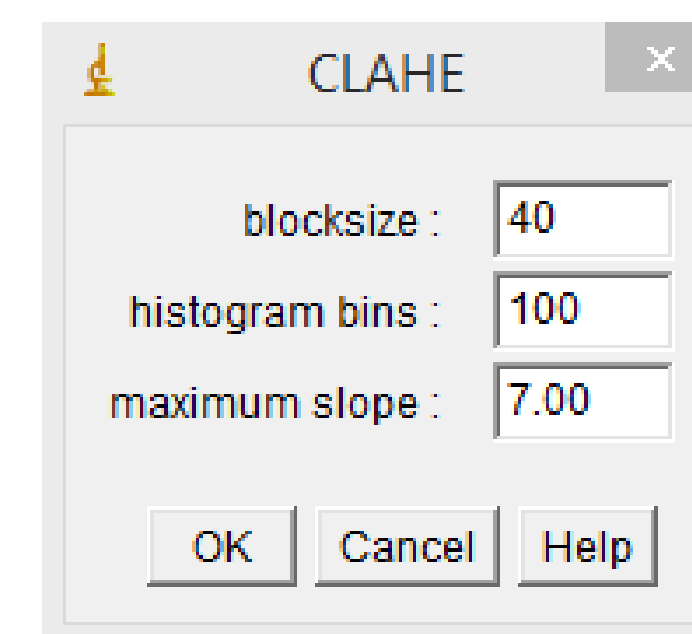 CLAHE x
blocksize : 40
histogram bins : 100
maximum slope : 7.00
OK Cancel Help